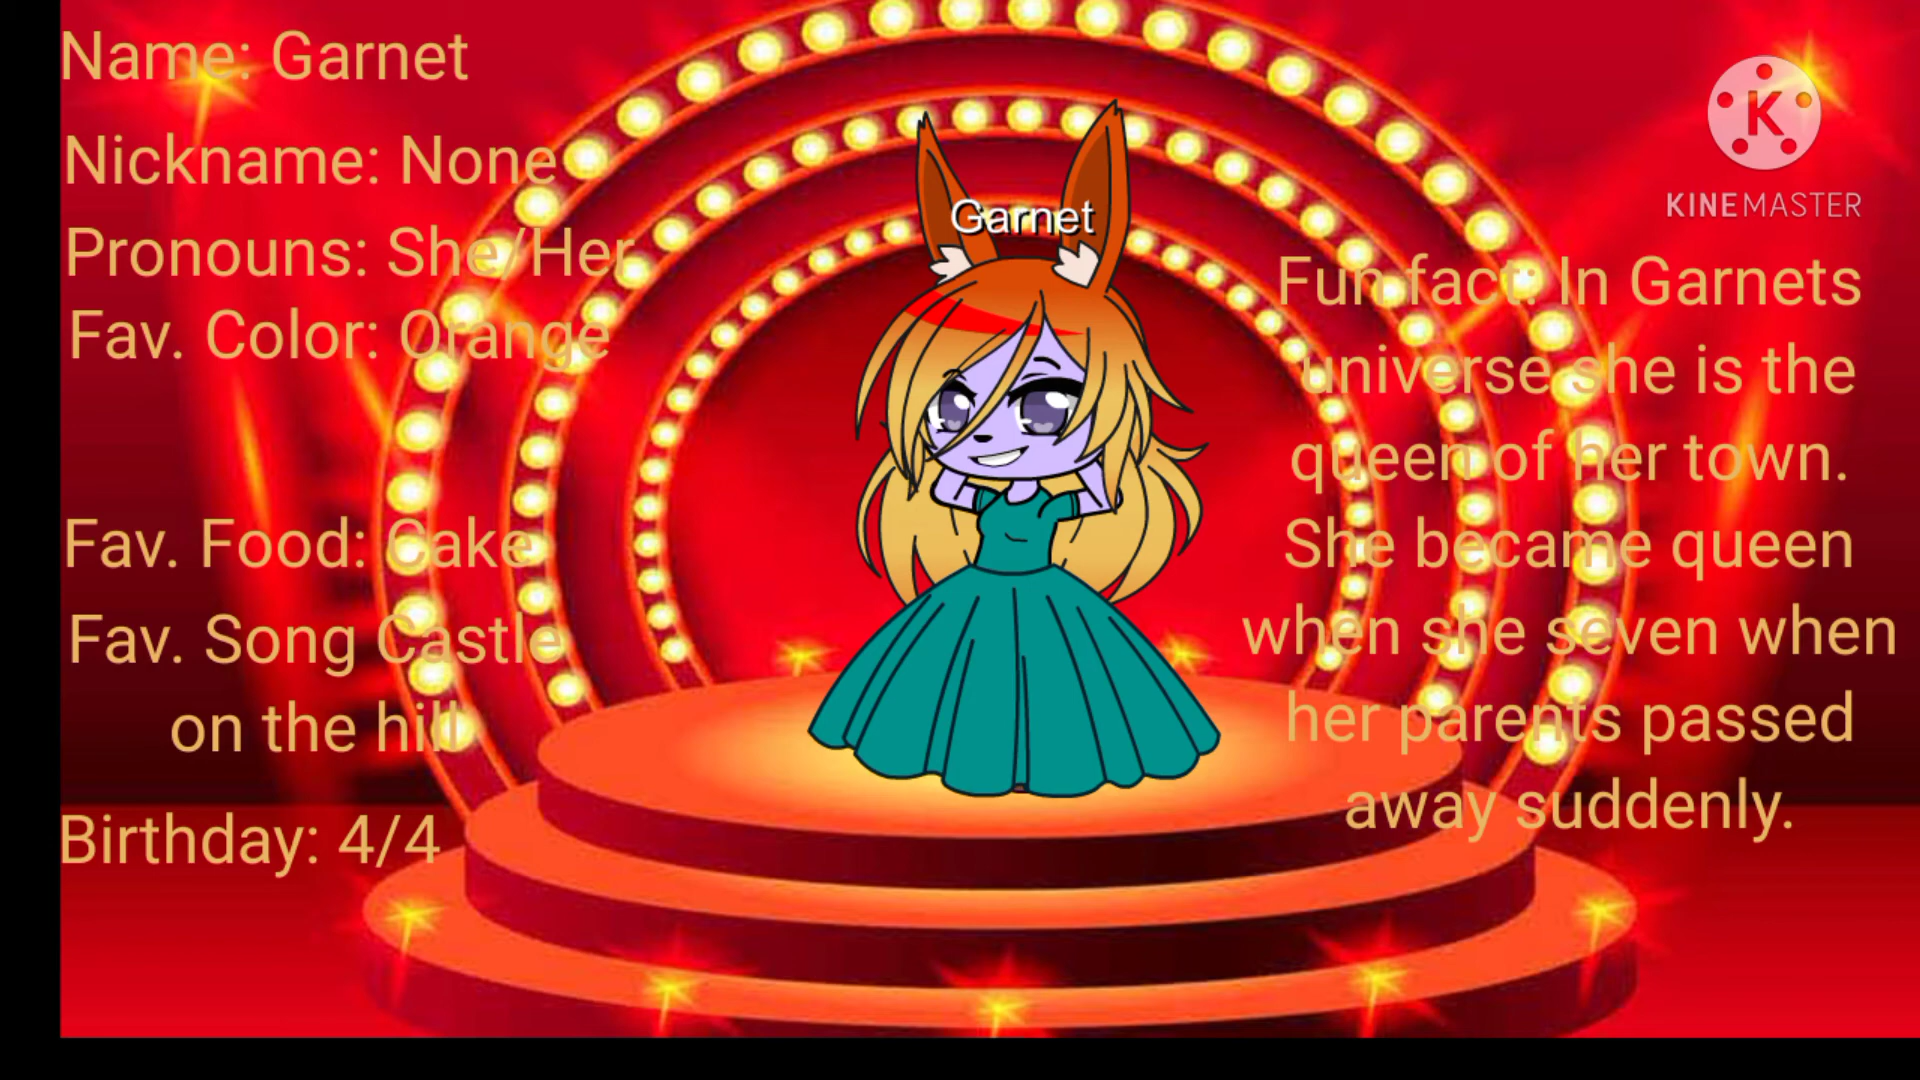 Name: Garnet
Nickname: None
Pronouns: She/Her
Fav. Color: Orange
Fav. Food: Cake
Fav. Song Castle
on the hill
Birthday: 4/4
Garnet
K
KINEMASTER
Fun fact: In Garnets
universe she is the
queen of her town.
She became queen
when she seven when
her parents passed
away suddenly.